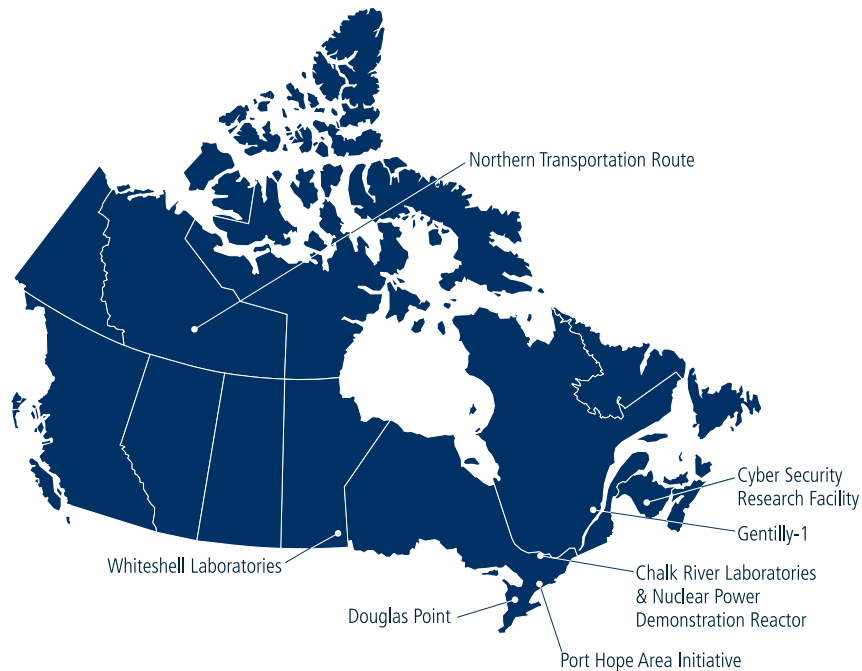 Northern Transportation Route
Cyber Security
Research Facility
Gentilly-1
Whiteshell Laboratories
Chalk River Laboratories
& Nuclear Power
Demonstration Reactor
Douglas Point
Port Hope Area Initiative